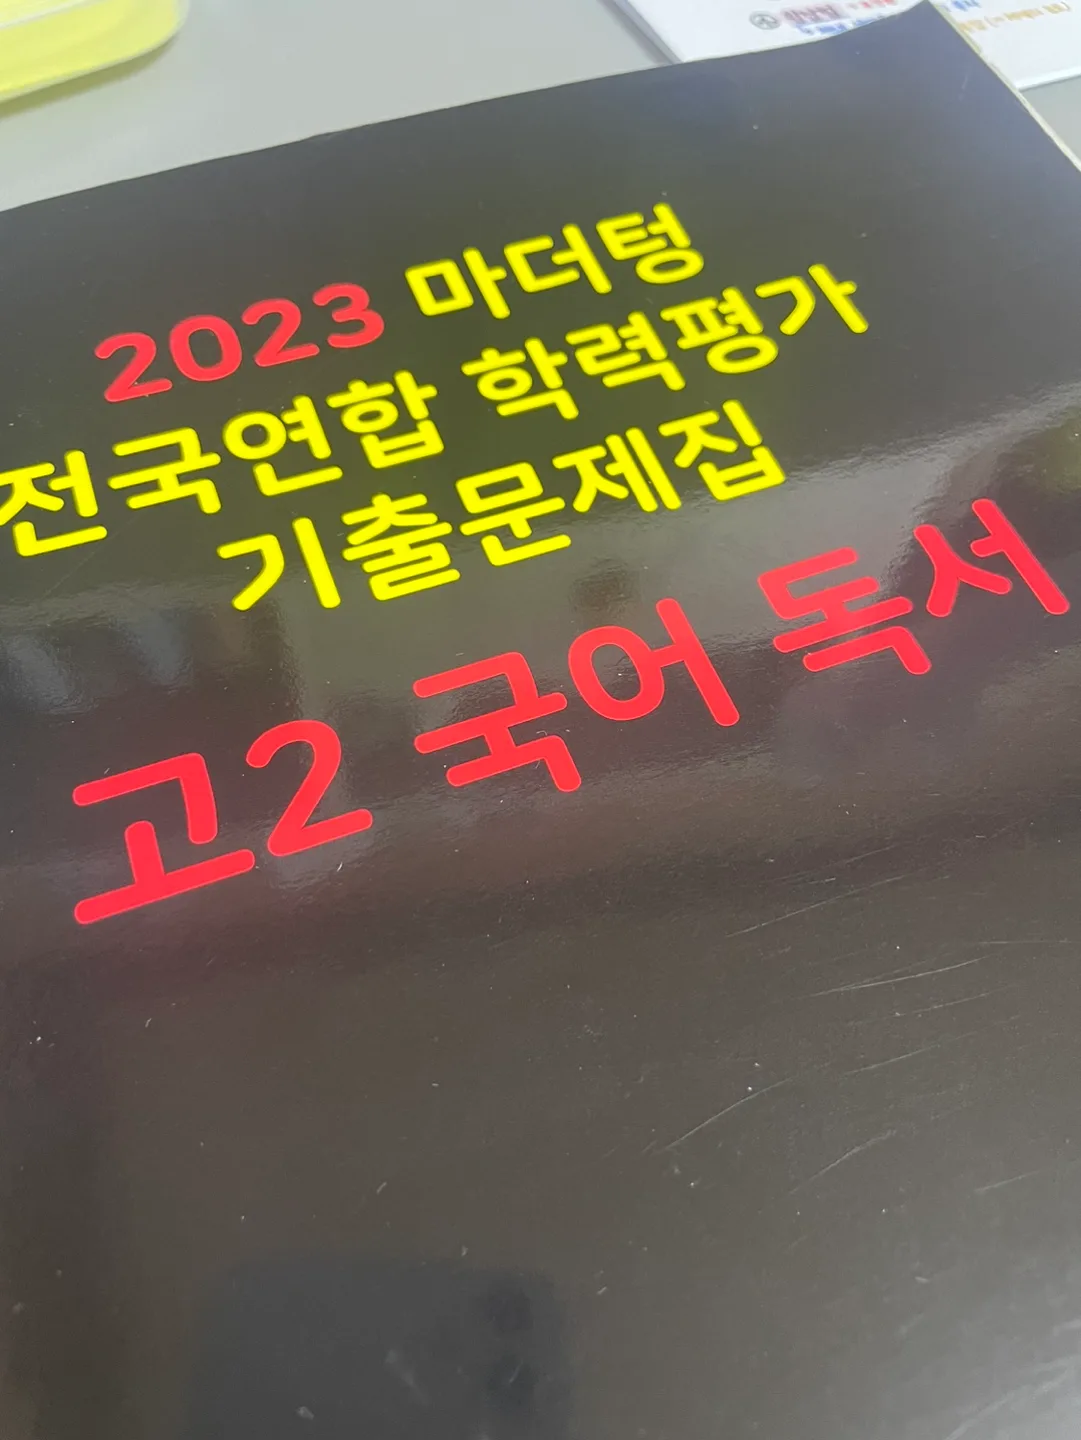 2023 마더텅
전국연합 학력평가
기출문제집
고2 국어 독서